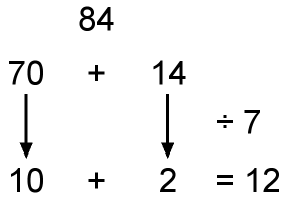 84
70 + 14
÷ 7
10 + 2 = 12